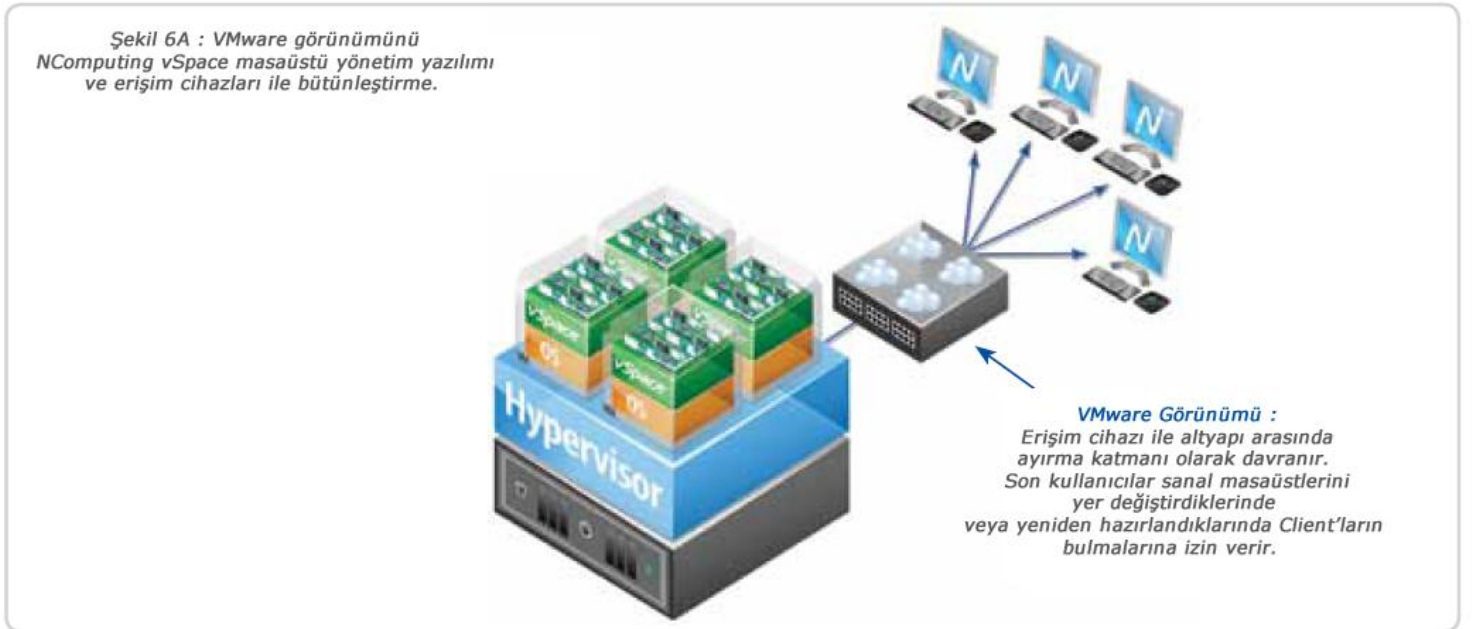 Şekil 6A : VMware görünümünü
NComputing vSpace masaüstü yönetim yazılımı
ve erişim cihazları ile bütünleştirme.
N
N
N
N
vSpace
OS
vSpace
OS
Hypervisor
VMware Görünümü :
Erişim cihazı ile altyapı arasında
ayırma katmanı olarak davranır.
Son kullanıcılar sanal masaüstlerini
yer değiştirdiklerinde
veya yeniden hazırlandıklarında Client'ların
bulmalarına izin verir.